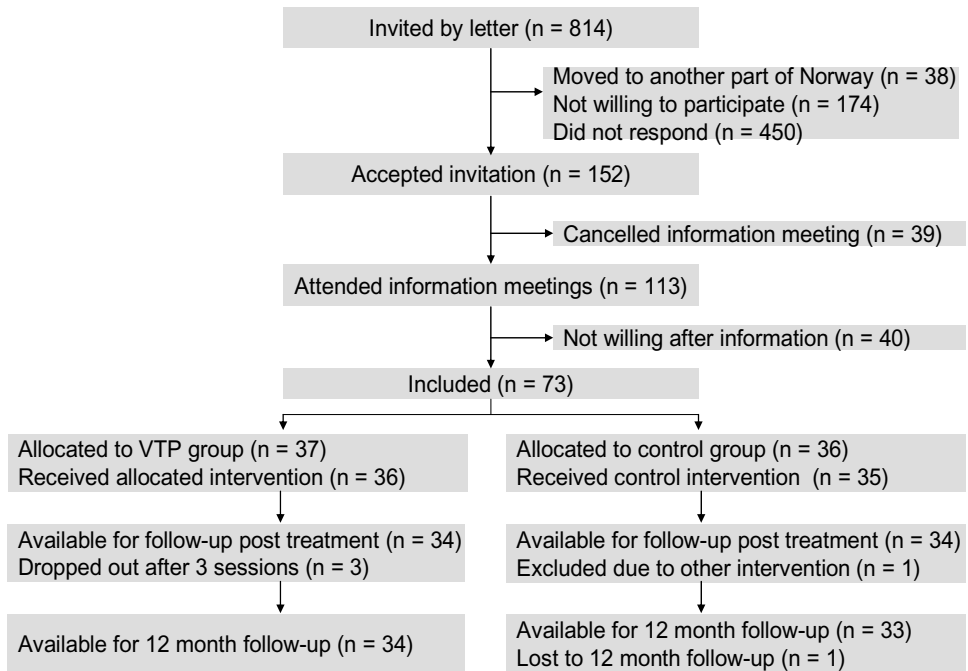 Invited by letter (n = 814)
Moved to another part of Norway (n = 38)
Not willing to participate (n = 174)
Did not respond (n = 450)
Accepted invitation (n = 152)
Cancelled information meeting (n = 39)
Attended information meetings (n = 113)
Not willing after information (n = 40)
Included (n = 73)
Allocated to VTP group (n = 37)
Received allocated intervention (n = 36)
Allocated to control group (n = 36)
Received control intervention (n = 35)
Available for follow-up post treatment (n = 34)
Dropped out after 3 sessions (n = 3)
Available for follow-up post treatment (n = 34)
Excluded due to other intervention (n = 1)
Available for 12 month follow-up (n = 34)
Available for 12 month follow-up (n = 33)
Lost to 12 month follow-up (n = 1)